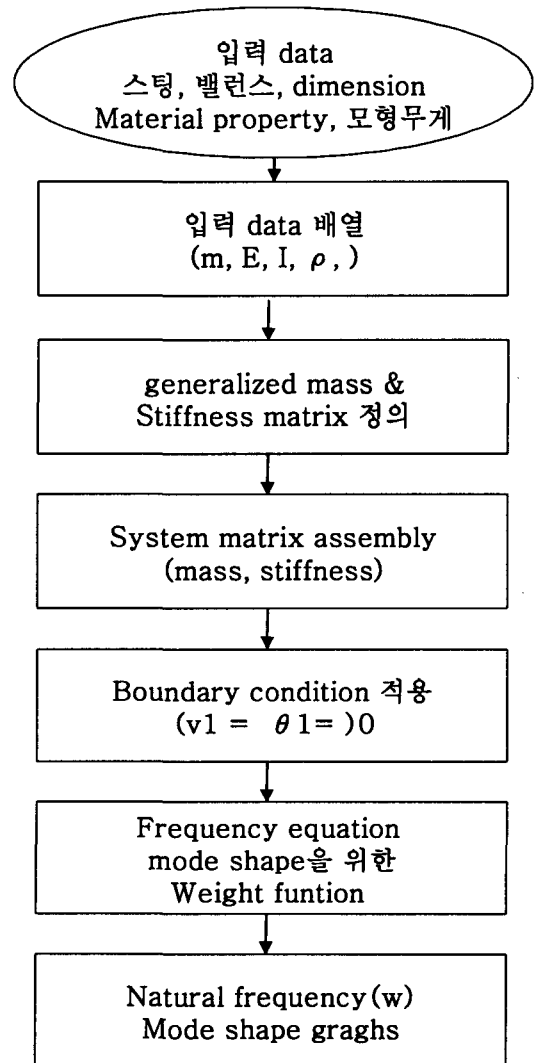 입력 data
스팅, 밸런스, dimension
Material property, 모형무게
입력 data 배열
(m, E, I, ρ, )
generalized mass &
Stiffness matrix 정의
System matrix assembly
(mass, stiffness)
Boundary condition 적용
(v1 = θ1= )0
Frequency equation
mode shape을 위한
Weight funtion
Natural frequency(w)
Mode shape graghs